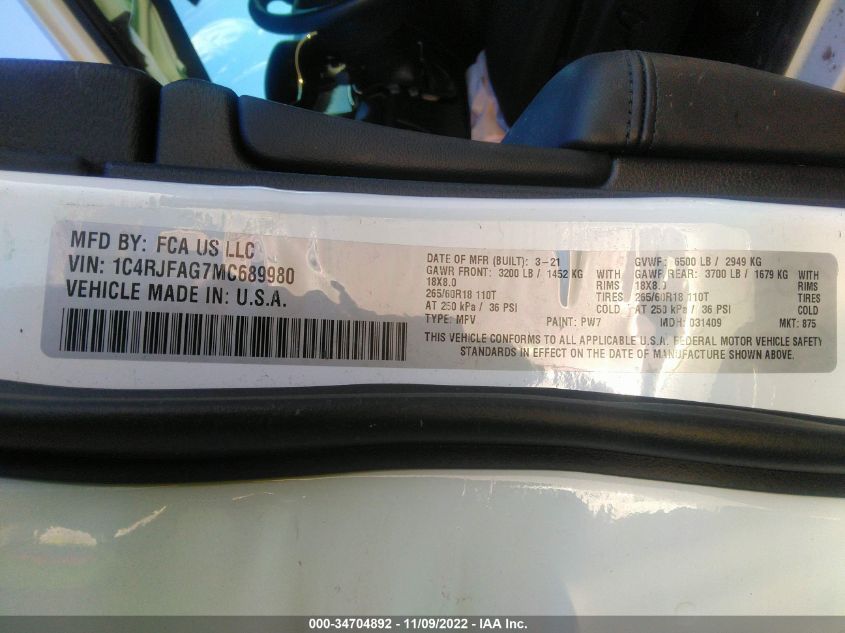 MFD BY: FCA US LLC
VIN: 1C4RJFAG7MC689980
VEHICLE MADE IN: U.S.A.
DATE OF MFR (BUILT): 3-21 GVWR: 6500 LB / 2949 KG
GAWR FRONT: 3200 LB / 1452 KG WITH GAWR REAR: 3700 LB / 1679 KG WITH
18X8.0 RIMS 18X8.0 RIMS
265/60R18 110T TIRES 265/60R18 110T TIRES
AT 250 kPa / 36 PSI COLD AT 250 kPa / 36 PSI COLD
TYPE: MPV PAINT: PW7 MDH: 031409 MKT: 875
THIS VEHICLE CONFORMS TO ALL APPLICABLE U.S.A. FEDERAL MOTOR VEHICLE SAFETY
STANDARDS IN EFFECT ON THE DATE OF MANUFACTURE SHOWN ABOVE.
000-34704892 - 11/09/2022 - IAA Inc.